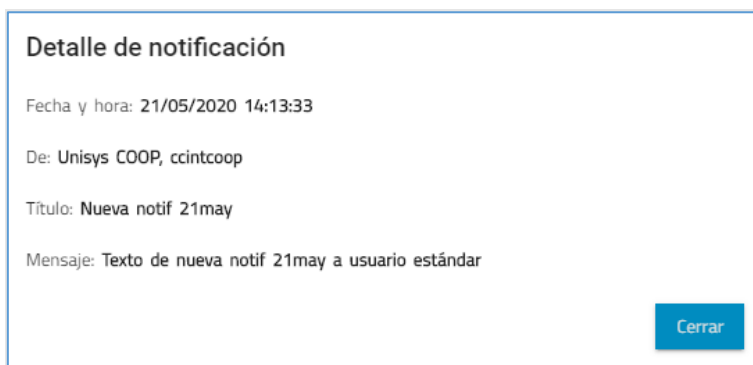 Detalle de notificación
Fecha y hora: 21/05/2020 14:13:33
De: Unisys COOP, ccintcoop
Título: Nueva notif 21may
Mensaje: Texto de nueva notif 21may a usuario estándar
Cerrar